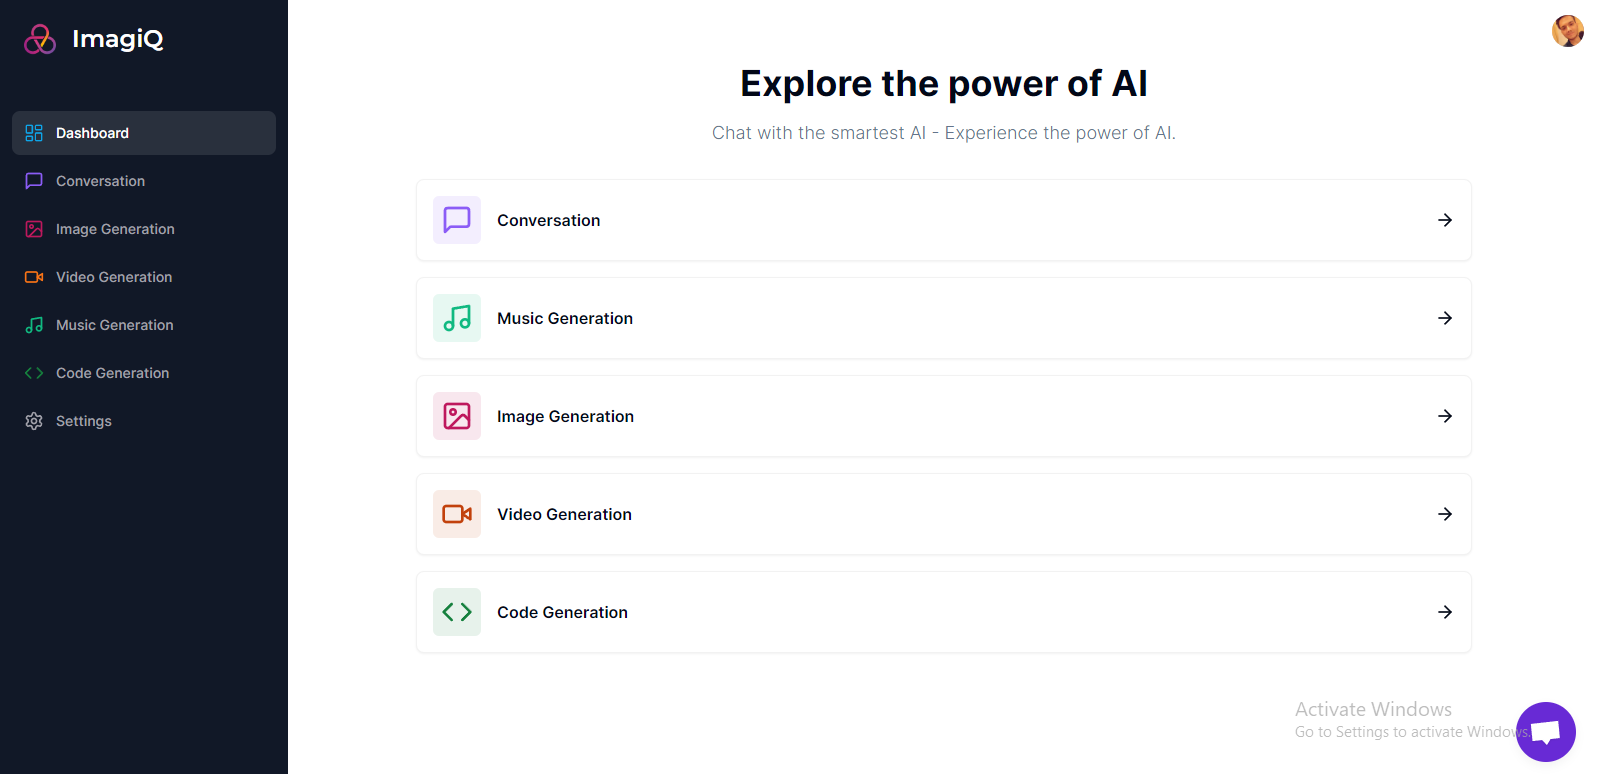 ImagiQ
Dashboard
Conversation
Image Generation
Video Generation
Music Generation
Code Generation
Settings
Explore the power of AI
Chat with the smartest AI - Experience the power of AI.
Conversation
Music Generation
Image Generation
Video Generation
Code Generation
Activate Windows
Go to Settings to activate Windows.